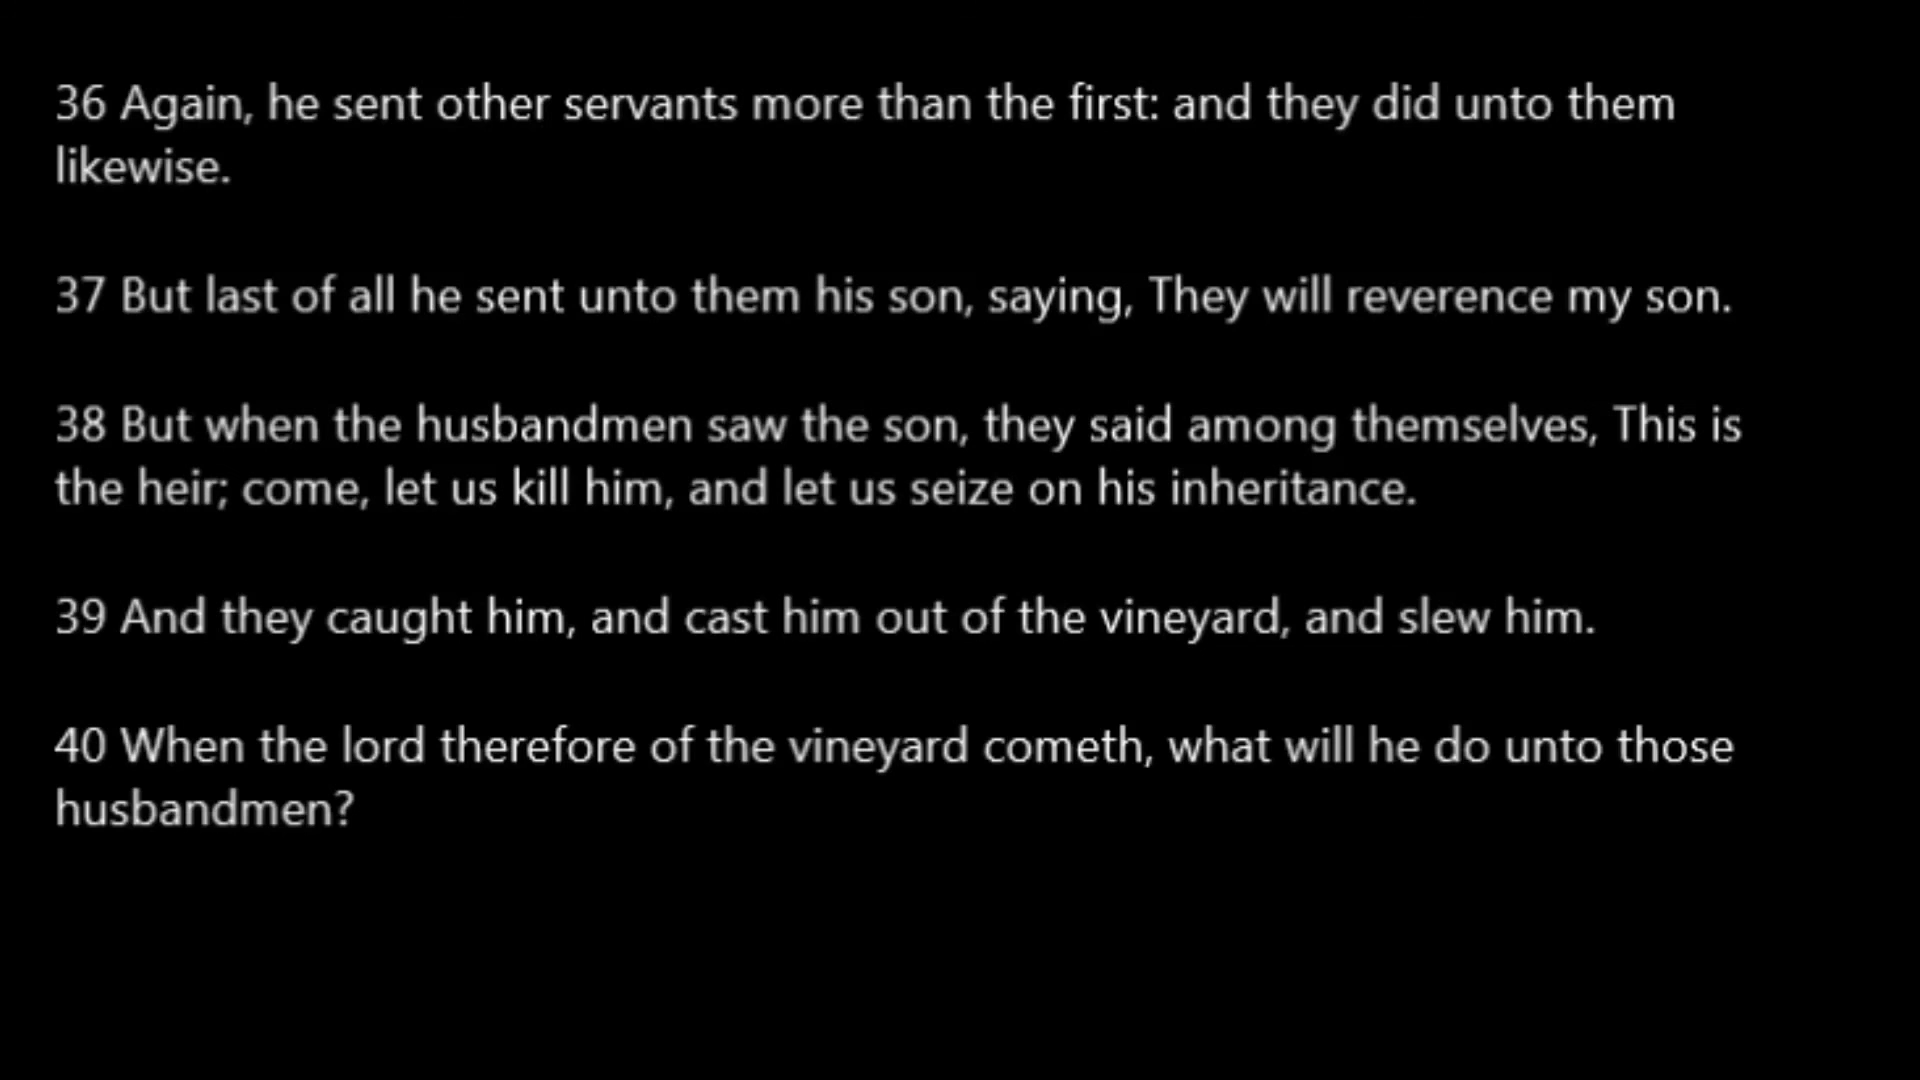 36 Again, he sent other servants more than the first: and they did unto them
likewise.
37 But last of all he sent unto them his son, saying, They will reverence my son.
38 But when the husbandmen saw the son, they said among themselves, This is
the heir; come, let us kill him, and let us seize on his inheritance.
39 And they caught him, and cast him out of the vineyard, and slew him.
40 When the lord therefore of the vineyard cometh, what will he do unto those
husbandmen?